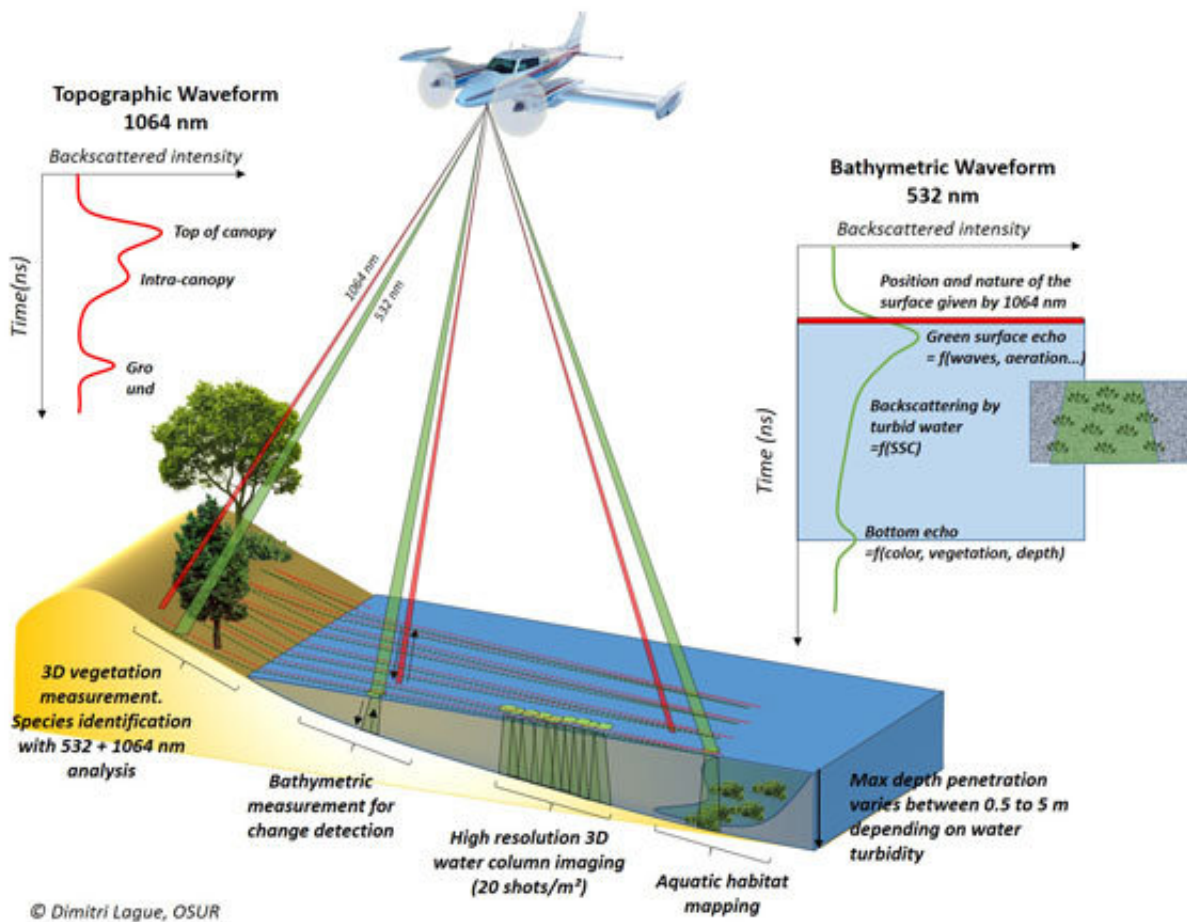 Topographic Waveform
1064 nm
Backscattered intensity
Time(ns)
Top of canopy
Intra-canopy
Gro
und
1064 nm
532 nm
Bathymetric Waveform
532 nm
Backscattered intensity
Time (ns)
Position and nature of the
surface given by 1064 nm
Green surface echo
= f(waves, aeration...)
Backscattering by
turbid water
=f(SSC)
Bottom echo
=f(color, vegetation, depth)
3D vegetation
measurement.
Species identification
with 532 + 1064 nm
analysis
Bathymetric
measurement for
change detection
High resolution 3D
water column imaging
(20 shots/m²)
Aquatic habitat
mapping
Max depth penetration
varies between 0.5 to 5 m
depending on water
turbidity
© Dimitri Lague, OSUR